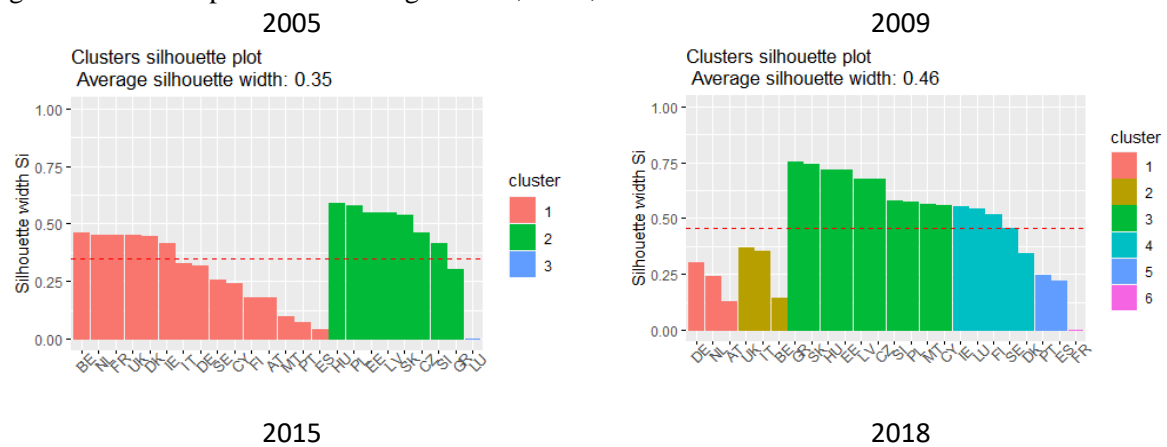 2005
Clusters silhouette plot
Average silhouette width: 0.35
1.00
0.75
0.50
0.25
0.00
Silhouette width Si
BE NL FR UK DK IE IT DE SE CY FI AT MT PT ES HU PL EE LV SK CZ SI GR LU
cluster
1
2
3
2009
Clusters silhouette plot
Average silhouette width: 0.46
1.00
0.75
0.50
0.25
0.00
Silhouette width Si
DE NL AT UK IT BE GR SK HU EE LV CZ SI PL MT CY IE LU FI SE DK PT ES FR
cluster
1
2
3
4
5
6
2015
2018